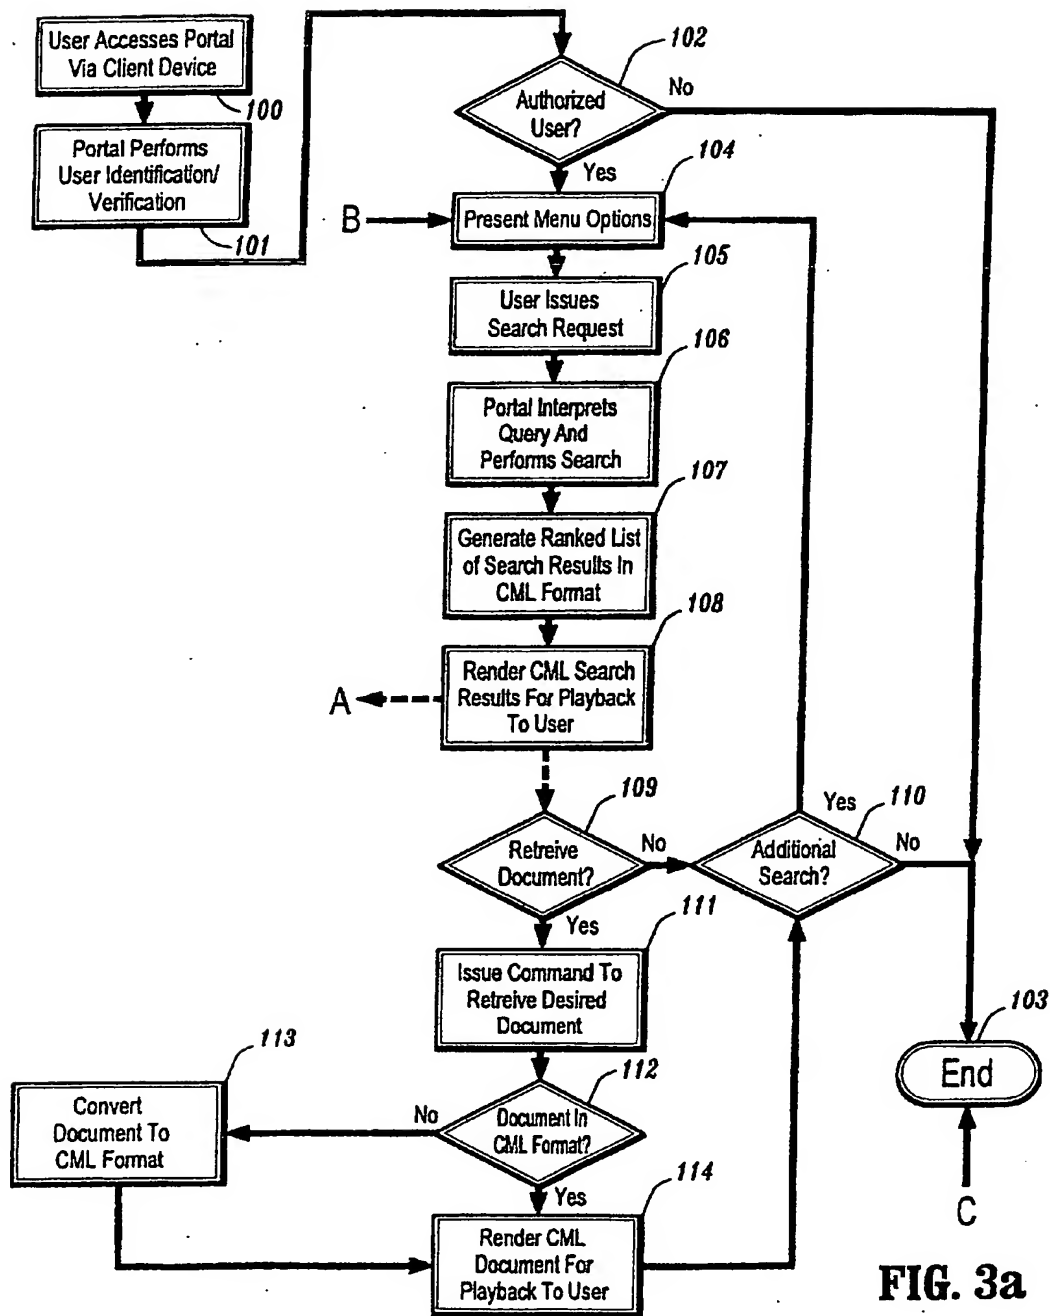 User Accesses Portal
Via Client Device
100
Portal Performs
User Identification/
Verification
101
102
Authorized
User?
No
Yes
104
B
Present Menu Options
105
User Issues
Search Request
106
Portal Interprets
Query And
Performs Search
107
Generate Ranked List
of Search Results In
CML Format
108
Render CML Search
Results For Playback
To User
A
109
Retreive
Document?
No
Yes
110
Additional
Search?
Yes
No
111
Issue Command To
Retreive Desired
Document
103
End
C
112
Document In
CML Format?
No
Yes
113
Convert
Document To
CML Format
114
Render CML
Document For
Playback To User
FIG. 3a